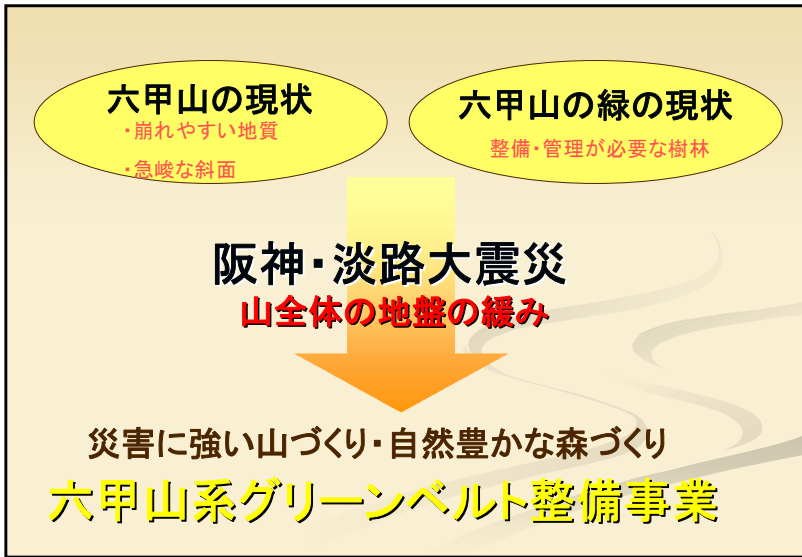 六甲山の現状
・崩れやすい地質
・急峻な斜面
六甲山の緑の現状
整備・管理が必要な樹林
阪神・淡路大震災
山全体の地盤の緩み
災害に強い山づくり・自然豊かな森づくり
六甲山系グリーンベルト整備事業